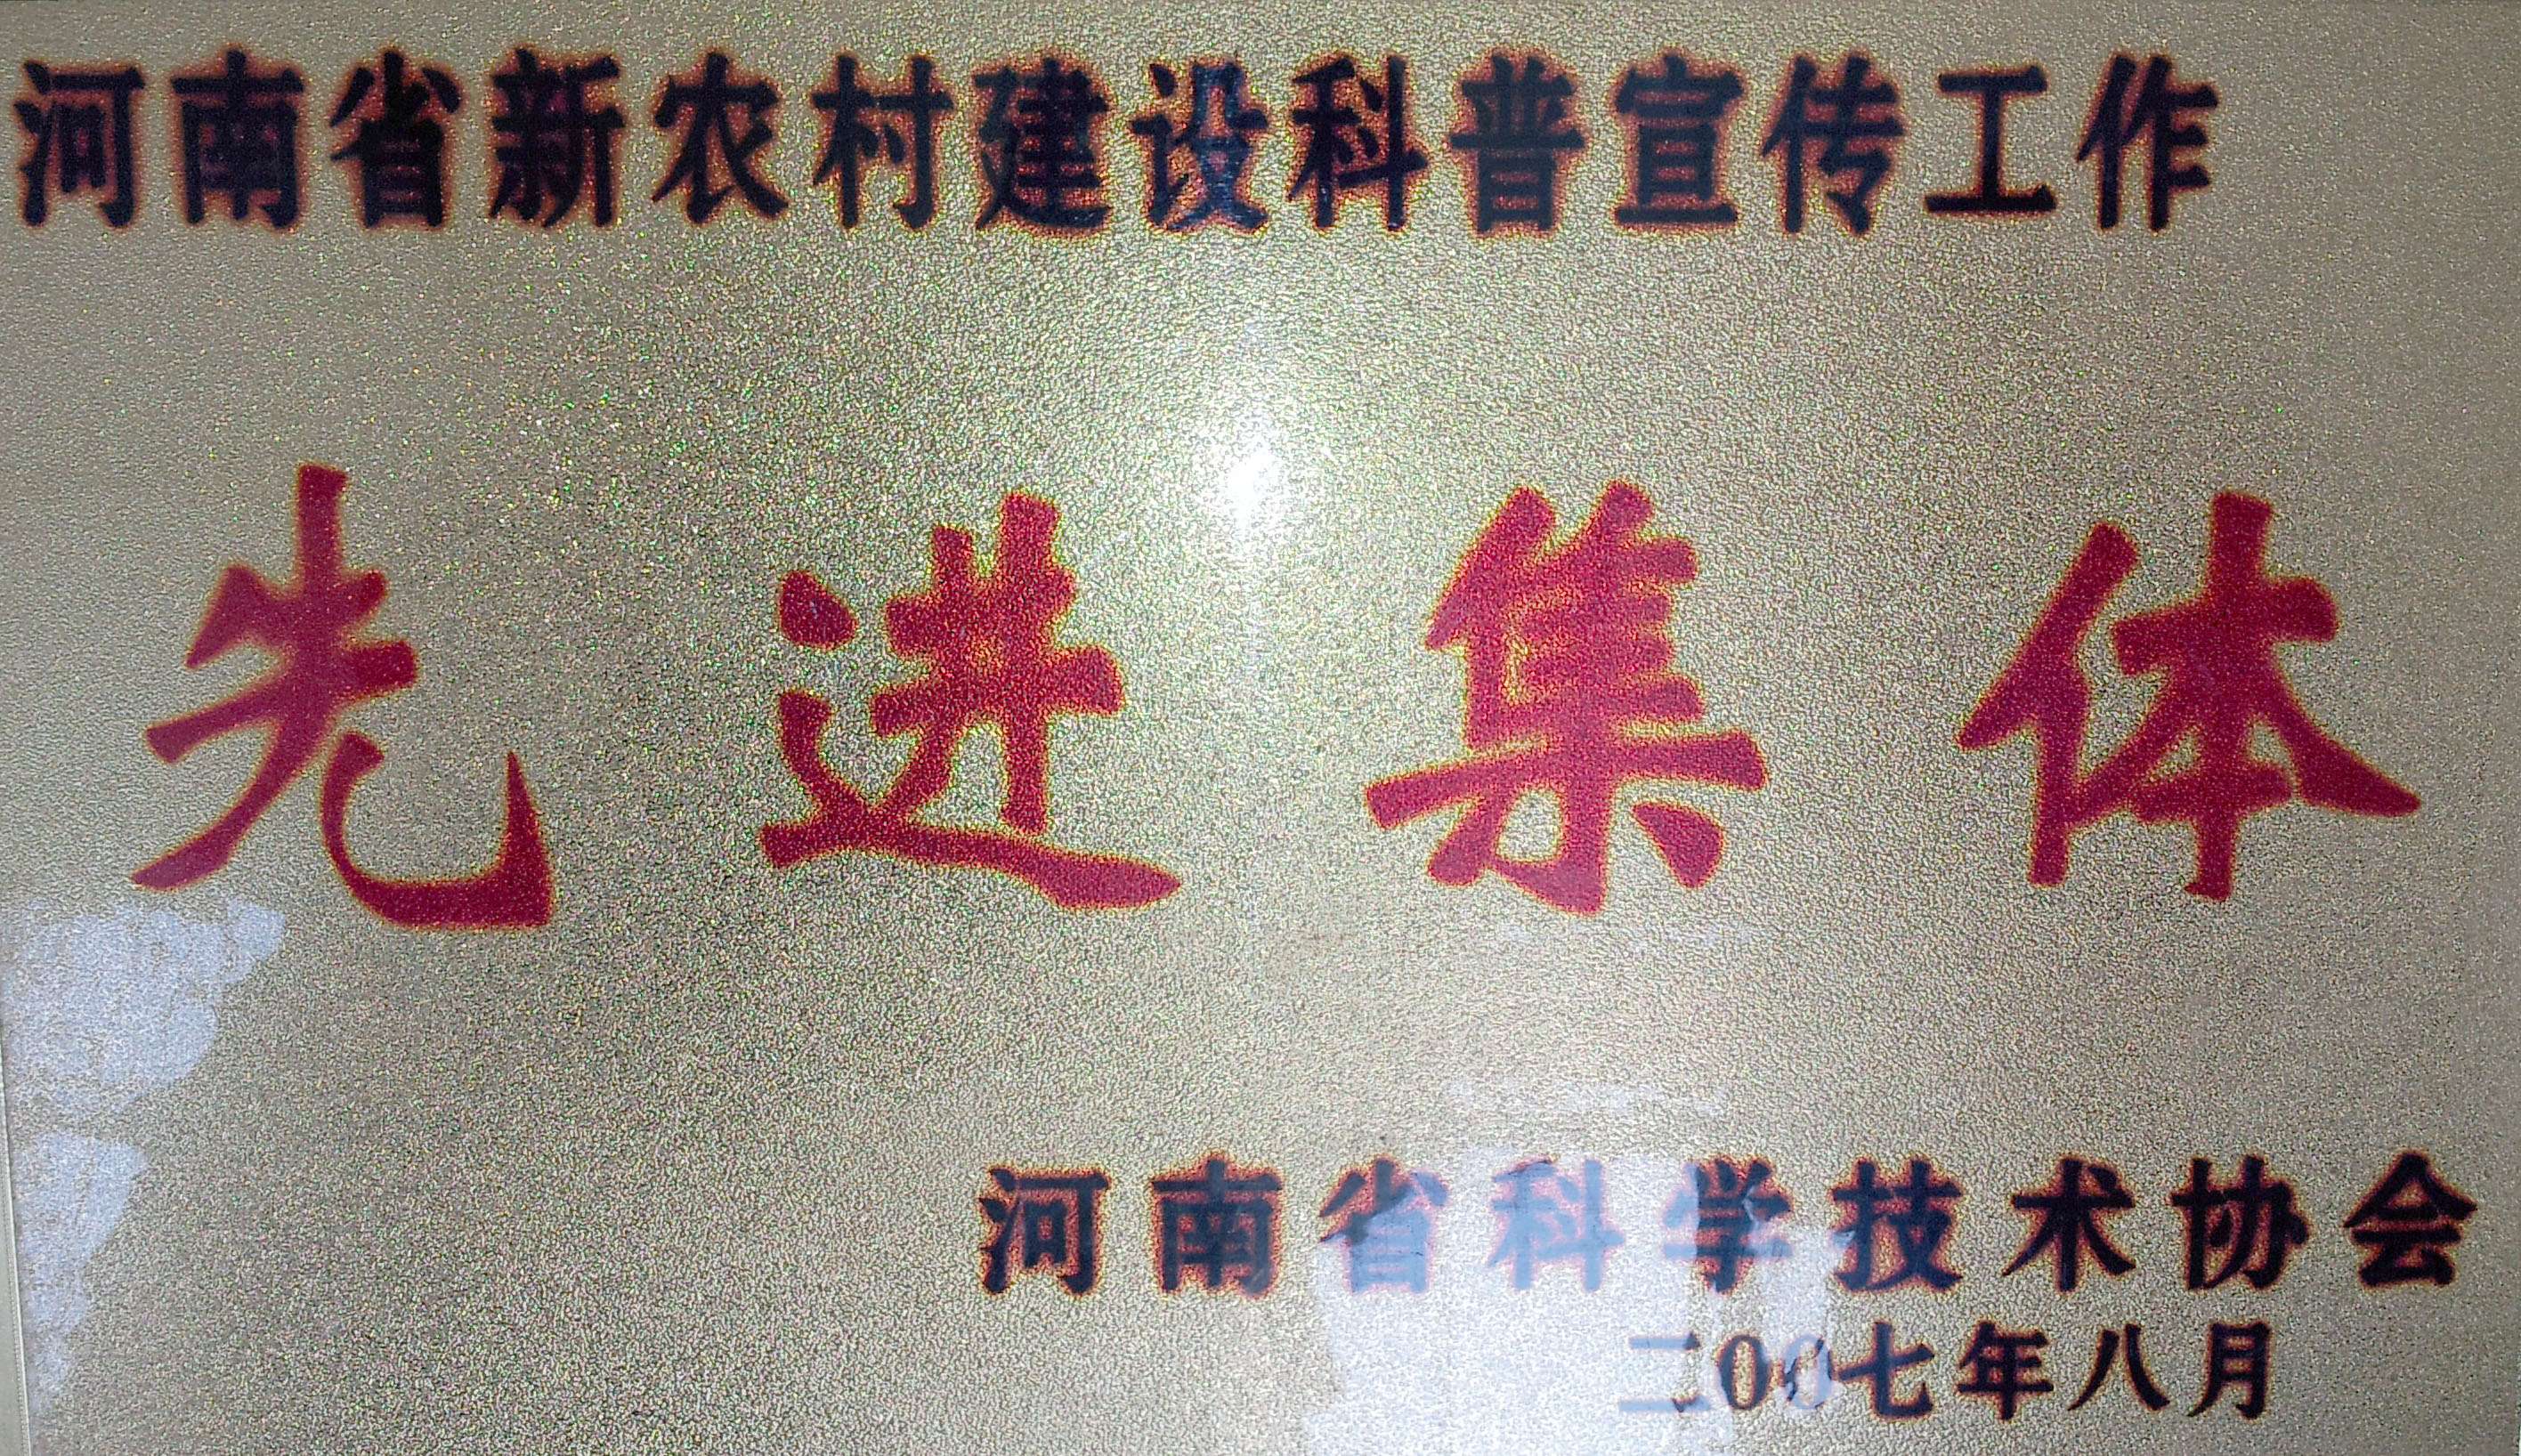 河南省新农村建设科普宣传工作
先进集体
河南省科学技术协会
二00七年八月